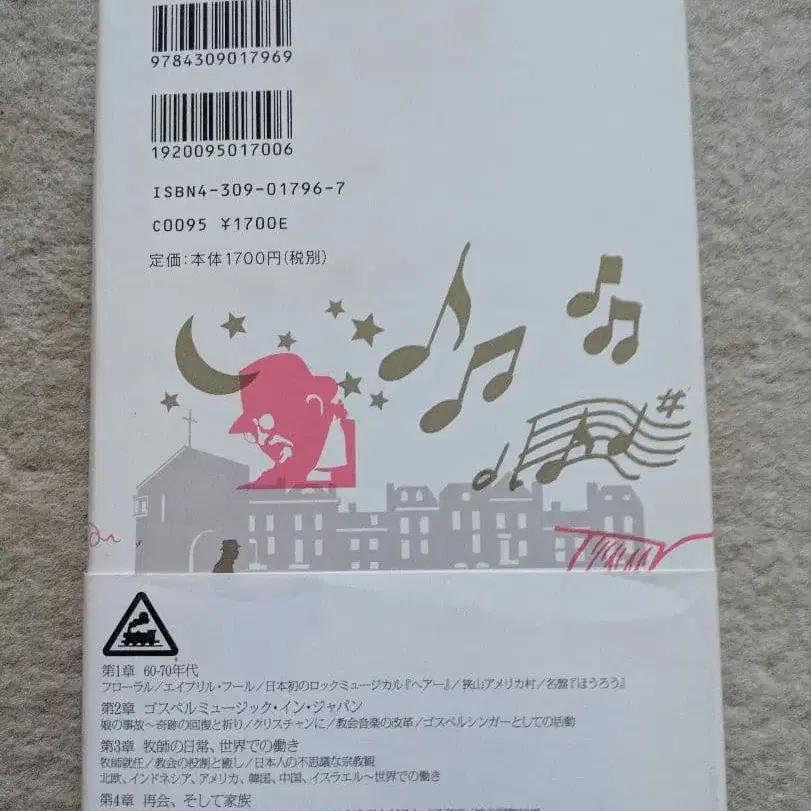 9784309017969
1920095017006
ISBN4-309-01796-7
C0095 ¥1700E
定価:本体1700円(税別)
第1章 60-70年代
フローラル/エイプリル・フール/日本初のロックミュージカル『ヘアー』/狭山アメリカ村/名盤『ほうろう』
第2章 ゴスペルミュージック・イン・ジャパン
娘の事故～奇跡の回復と祈り/クリスチャンに/教会音楽の改革/ゴスペルシンガーとしての活動
第3章 牧師の日常、世界での働き
牧師就任/教会の役割と癒し/日本人の不思議な宗教観
北欧、インドネシア、アメリカ、韓国、中国、イスラエル～世界での働き
第4章 再会、そして家族